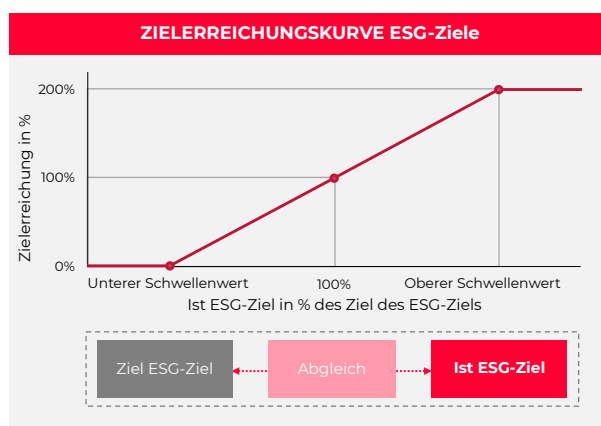 ZIELERREICHUNGSKURVE ESG-Ziele
200%
100%
0%
Zielerreichung in %
Unterer Schwellenwert
100%
Oberer Schwellenwert
Ist ESG-Ziel in % des Ziel des ESG-Ziels
Ziel ESG-Ziel
Abgleich
Ist ESG-Ziel